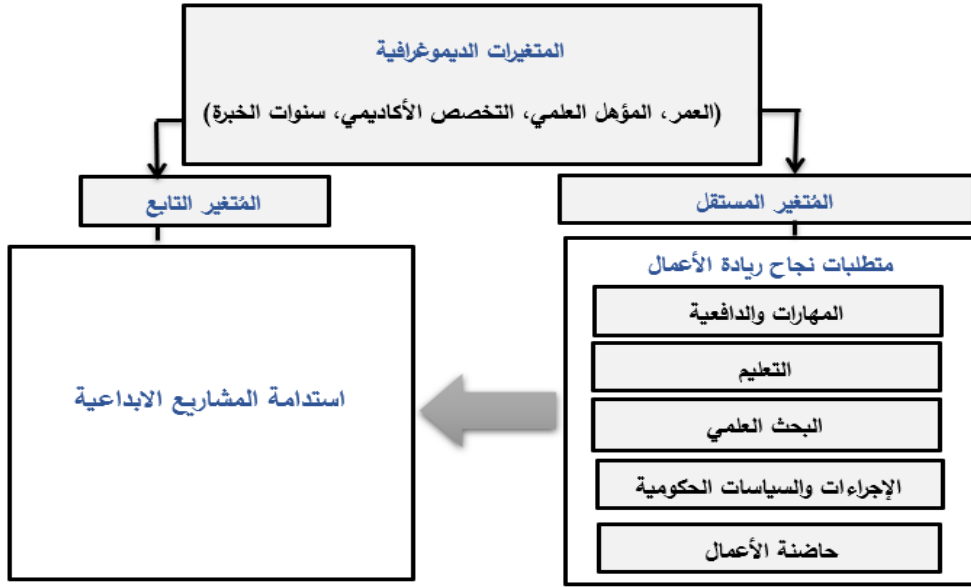 المتغيرات الديموغرافية
(العمر، المؤهل العلمي، التخصص الأكاديمي، سنوات الخبرة)
المُتغير المستقل
المُتغير التابع
متطلبات نجاح ريادة الأعمال
المهارات والدافعية
التعليم
البحث العلمي
الإجراءات والسياسات الحكومية
حاضنة الأعمال
استدامة المشاريع الابداعية